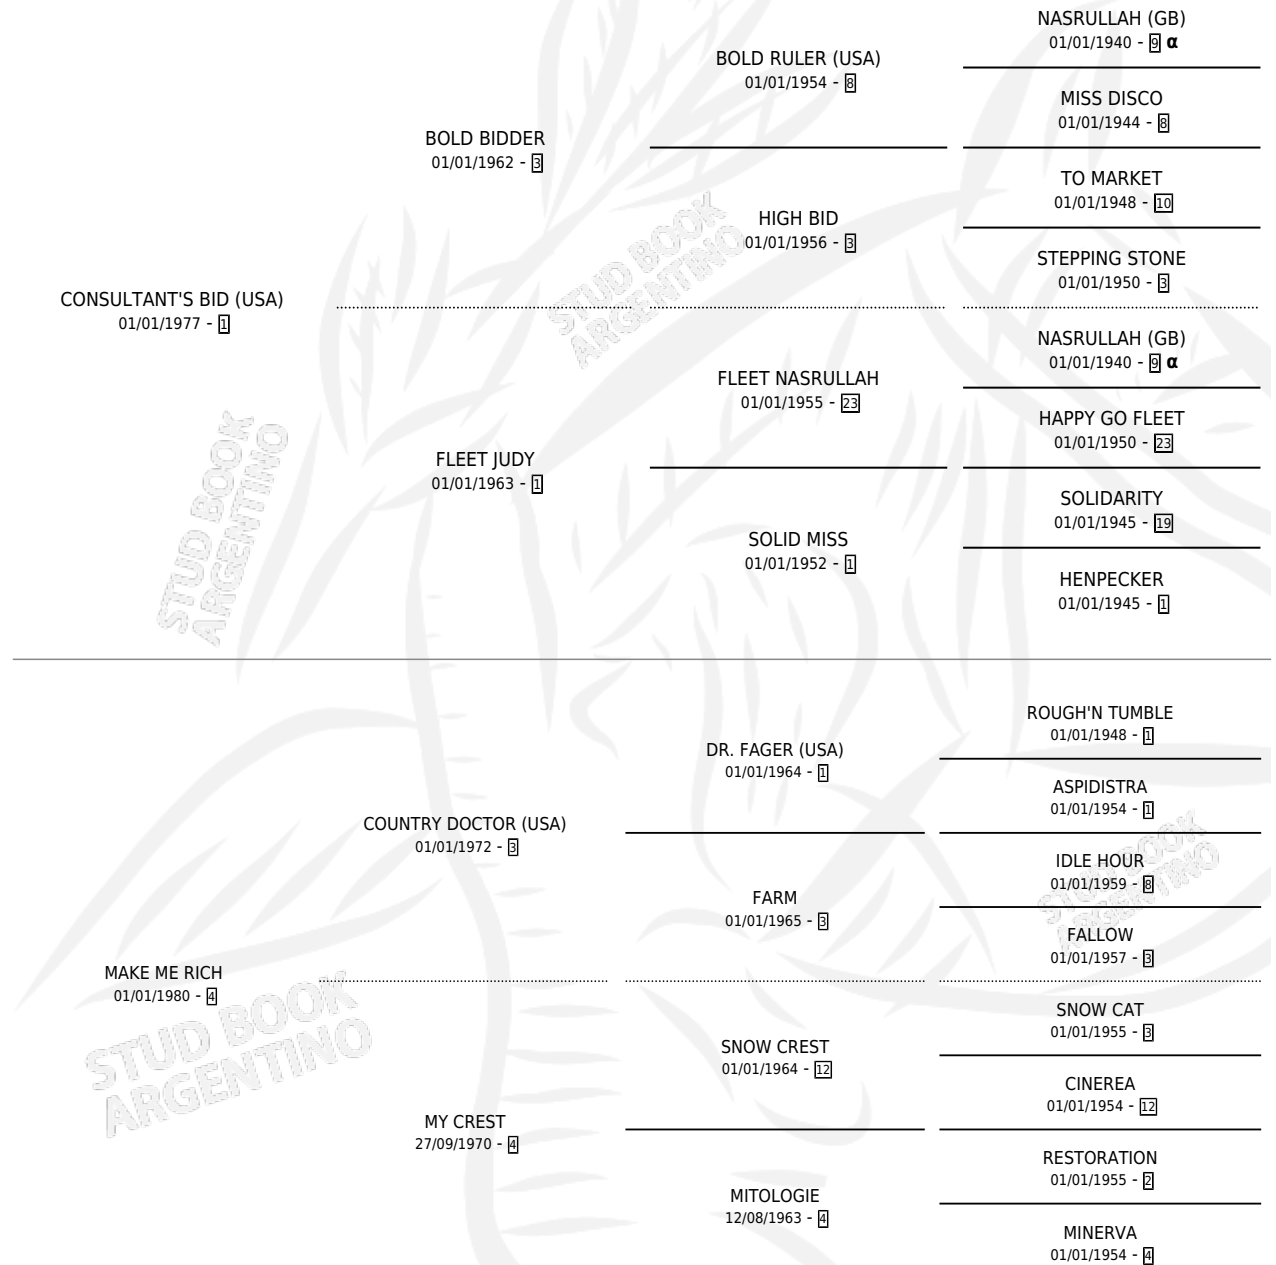 NASRULLAH (GB)
01/01/1940 - 9 α
BOLD RULER (USA)
01/01/1954 - 8
MISS DISCO
01/01/1944 - 8
BOLD BIDDER
01/01/1962 - 3
TO MARKET
01/01/1948 - 10
HIGH BID
01/01/1956 - 3
STEPPING STONE
01/01/1950 - 3
CONSULTANT'S BID (USA)
01/01/1977 - 1
NASRULLAH (GB)
01/01/1940 - 9 α
FLEET NASRULLAH
01/01/1955 - 23
HAPPY GO FLEET
01/01/1950 - 23
FLEET JUDY
01/01/1963 - 1
SOLIDARITY
01/01/1945 - 19
SOLID MISS
01/01/1952 - 1
HENPECKER
01/01/1945 - 1
STUD BOOK
ARGENTINO
STUD BOOK
ARGENTINO
ROUGH'N TUMBLE
01/01/1948 - 1
DR. FAGER (USA)
01/01/1964 - 1
ASPIDISTRA
01/01/1954 - 1
COUNTRY DOCTOR (USA)
01/01/1972 - 3
IDLE HOUR
01/01/1959 - 8
FARM
01/01/1965 - 3
FALLOW
01/01/1957 - 3
MAKE ME RICH
01/01/1980 - 4
SNOW CAT
01/01/1955 - 3
SNOW CREST
01/01/1964 - 12
CINEREA
01/01/1954 - 12
MY CREST
27/09/1970 - 4
RESTORATION
01/01/1955 - 2
MITOLOGIE
12/08/1963 - 4
MINERVA
01/01/1954 - 4
STUD BOOK
ARGENTINO
STUD BOOK
ARGENTINO